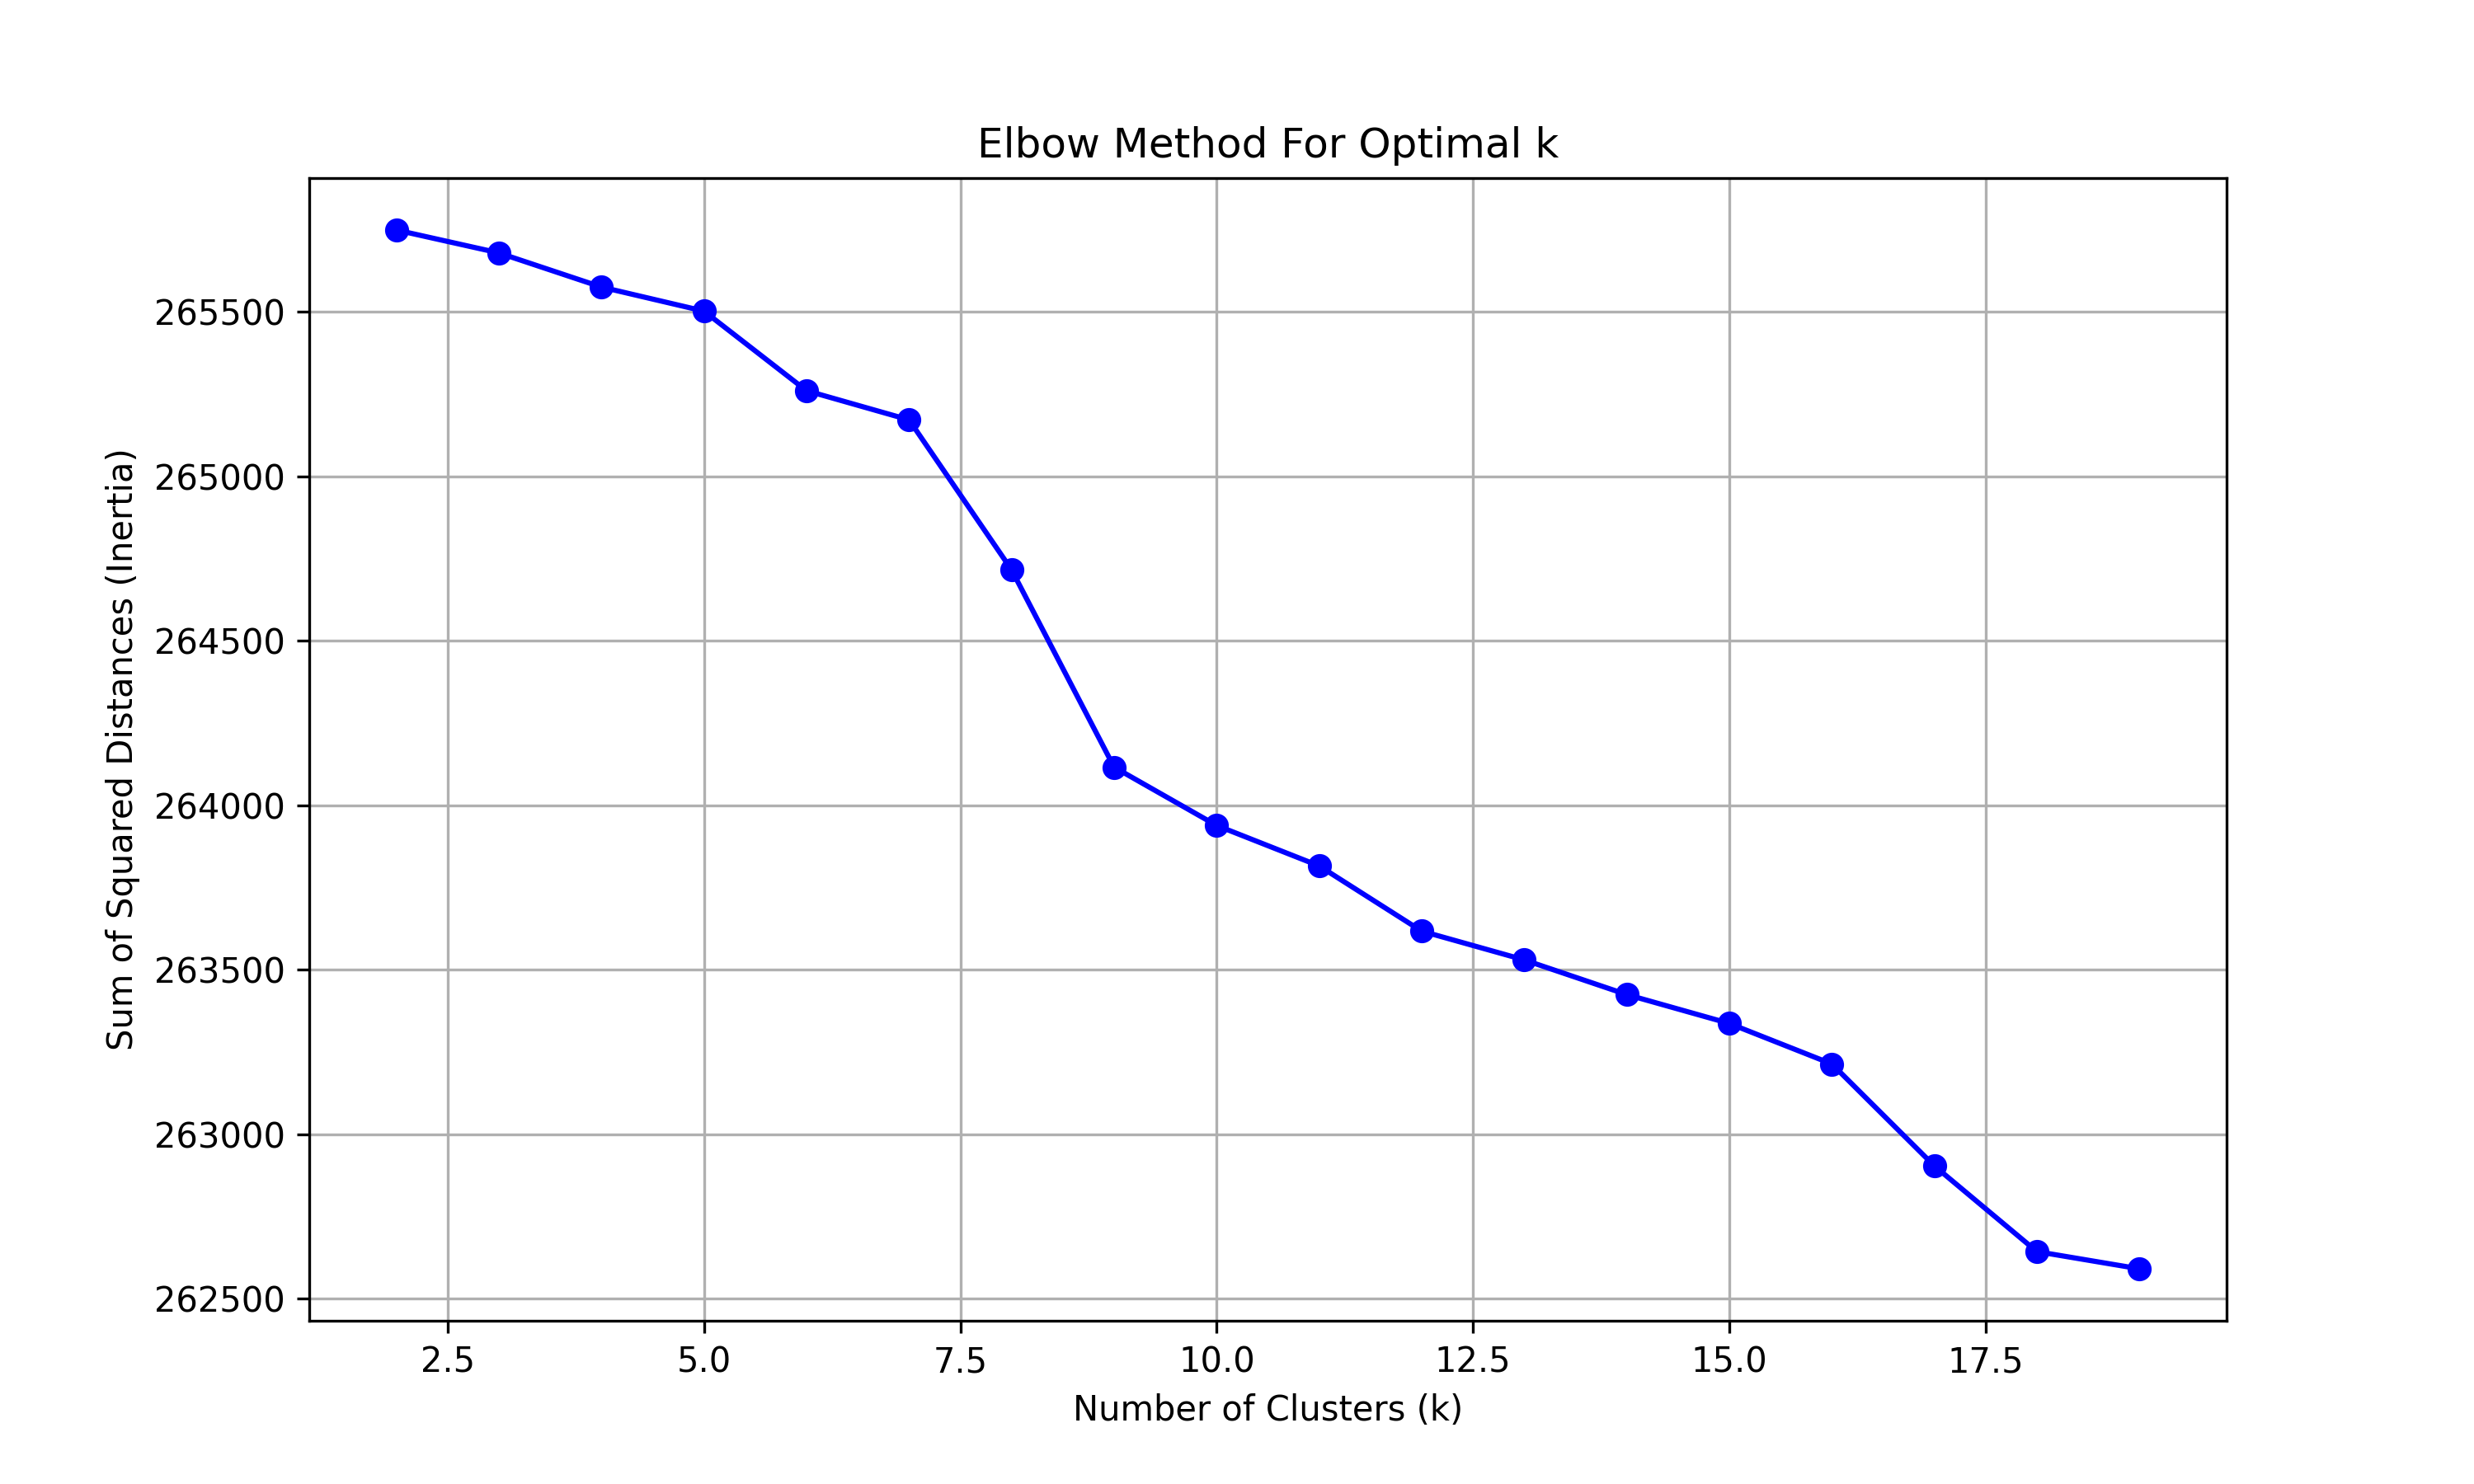 Elbow Method For Optimal k
Sum of Squared Distances (Inertia)
265500
265000
264500
264000
263500
263000
262500
2.5 5.0 7.5 10.0 12.5 15.0 17.5
Number of Clusters (k)